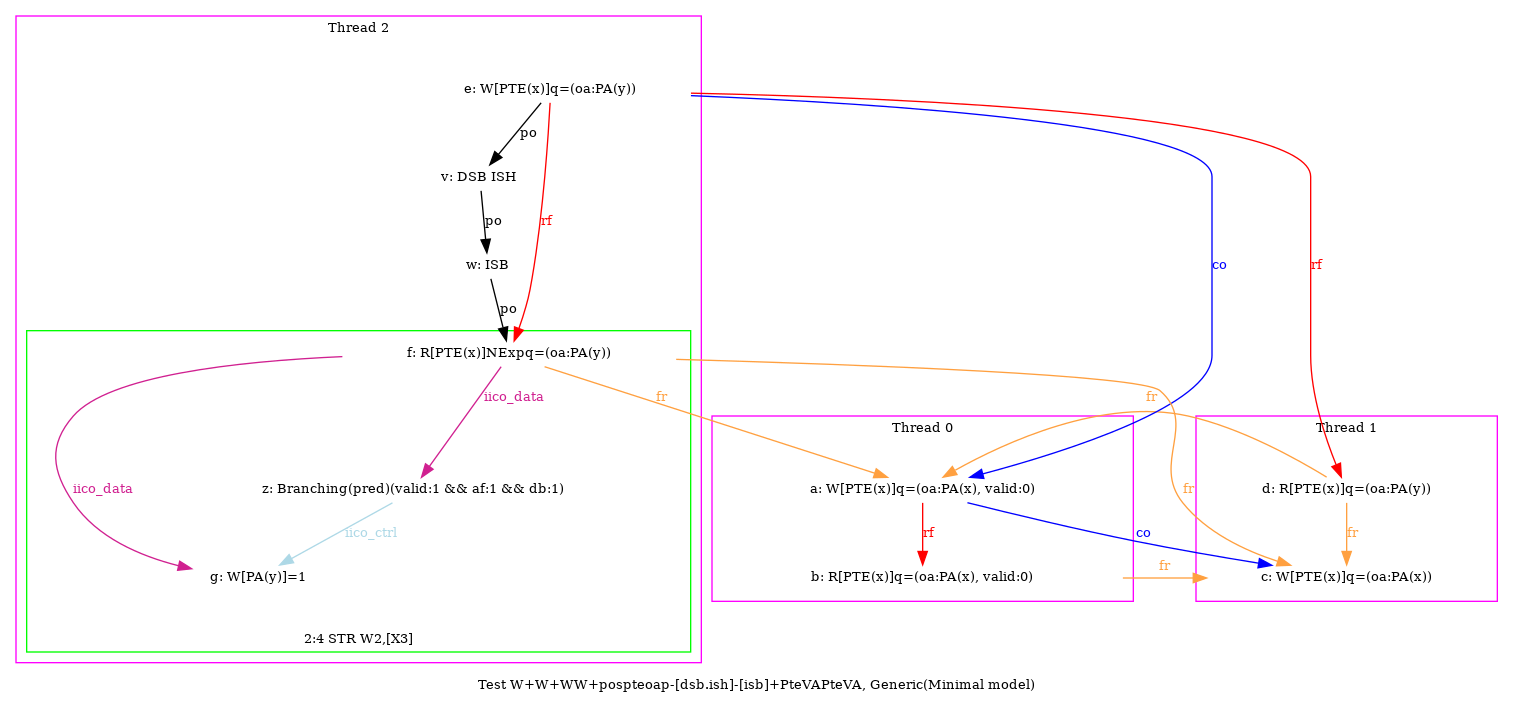 Thread 2
e: W[PTE(x)]q=(oa:PA(y))
po
v: DSB ISH
po
rf
w: ISB
co
rf
po
f: R[PTE(x)]NExpq=(oa:PA(y))
iico_data
fr
fr
Thread 0
Thread 1
iico_data
z: Branching(pred)(valid:1 && af:1 && db:1)
a: W[PTE(x)]q=(oa:PA(x), valid:0)
fr
d: R[PTE(x)]q=(oa:PA(y))
iico_ctrl
rf
co
fr
fr
g: W[PA(y)]=1
b: R[PTE(x)]q=(oa:PA(x), valid:0)
c: W[PTE(x)]q=(oa:PA(x))
2:4 STR W2,[X3]
Test W+W+WW+pospteoap-[dsb.ish]-[isb]+PteVAPteVA, Generic(Minimal model)